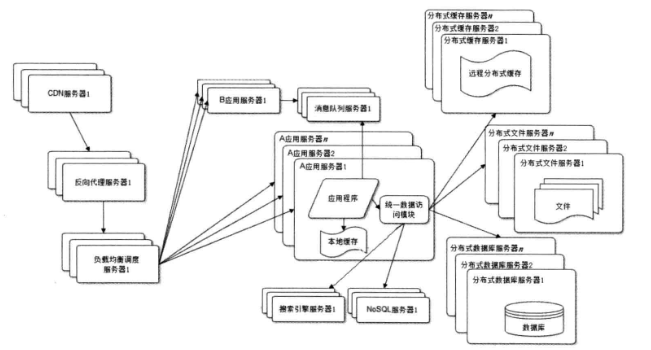 CDN服务器1
反向代理服务器1
负载均衡调度
服务器1
B应用服务器1
消息队列服务器1
A应用服务器n
A应用服务器2
A应用服务器1
应用程序
本地缓存
统一数据访
问模块
搜索引擎服务器1
NoSQL服务器1
分布式缓存服务器n
分布式缓存服务器2
分布式缓存服务器1
远程分布式缓存
分布式文件服务器n
分布式文件服务器2
分布式文件服务器1
文件
分布式数据库服务器n
分布式数据库服务器2
分布式数据库服务器1
数据库